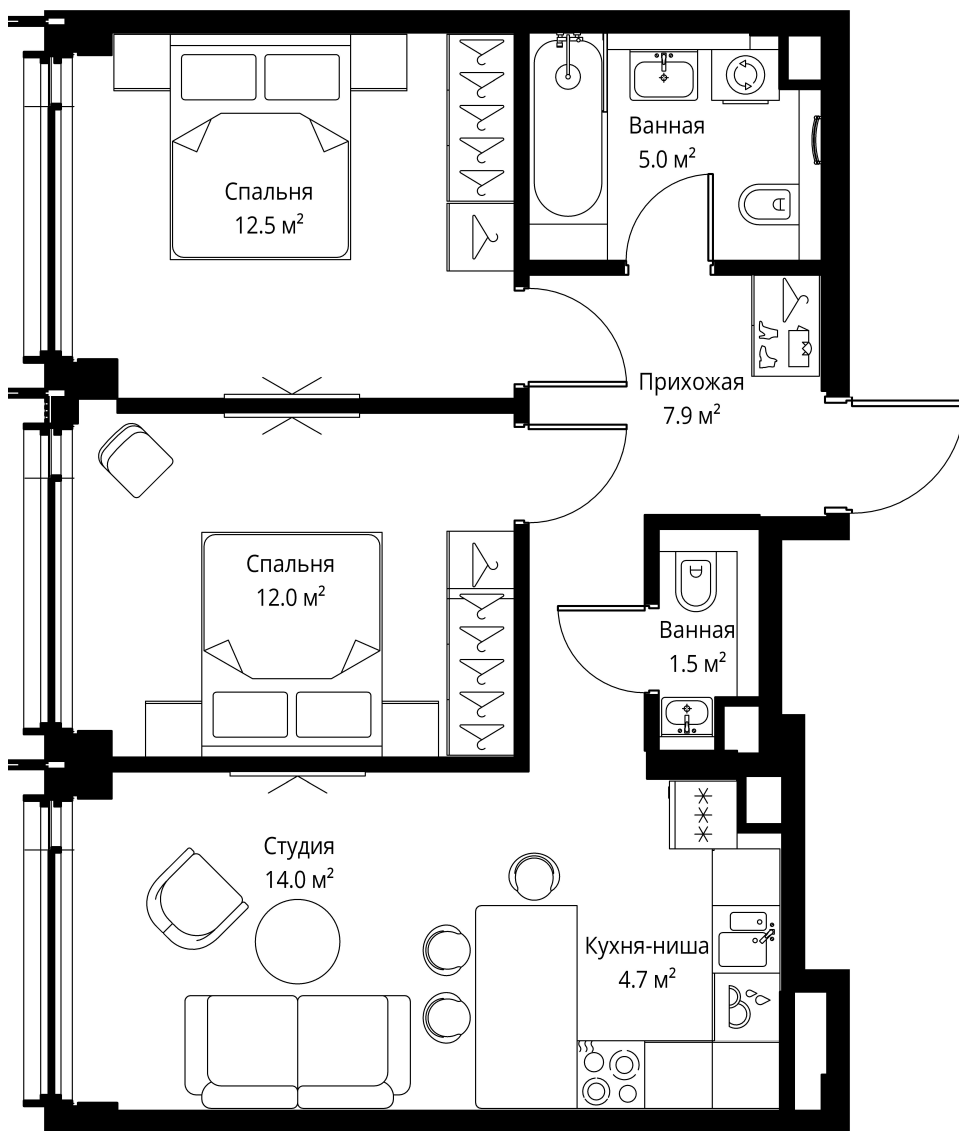 Ванная
5.0 м²
Спальня
12.5 м²
Прихожая
7.9 м²
Спальня
12.0 м²
Ванная
1.5 м²
Студия
14.0 м²
Кухня-ниша
4.7 м²